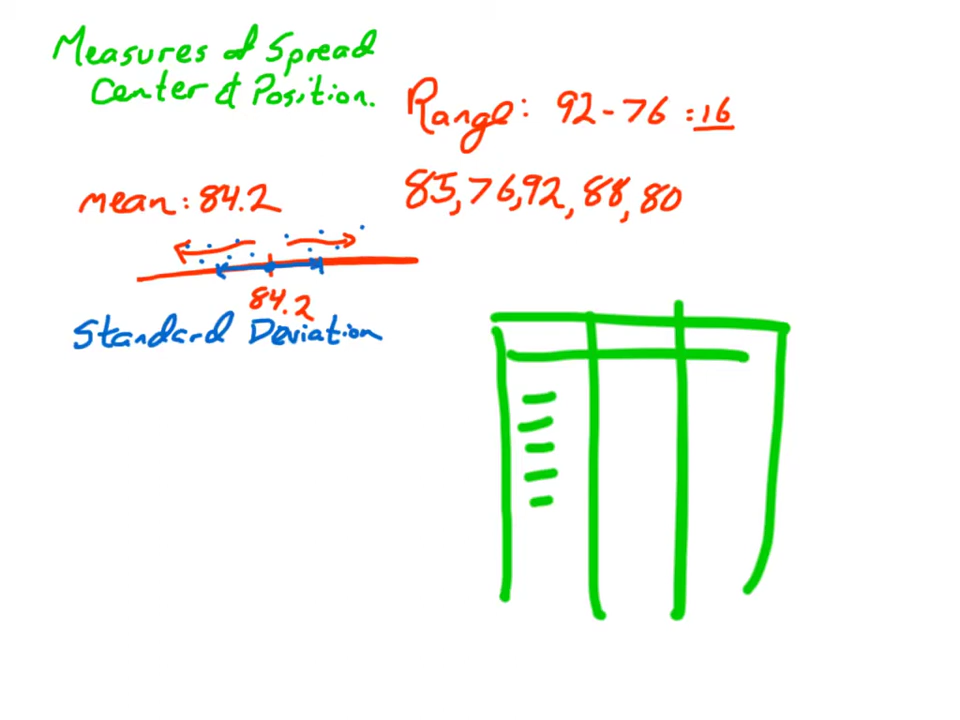 Measures of Spread
Center & Position.
Range: 92-76 = 16
mean: 84.2
85, 76, 92, 88, 80
84.2
Standard Deviation